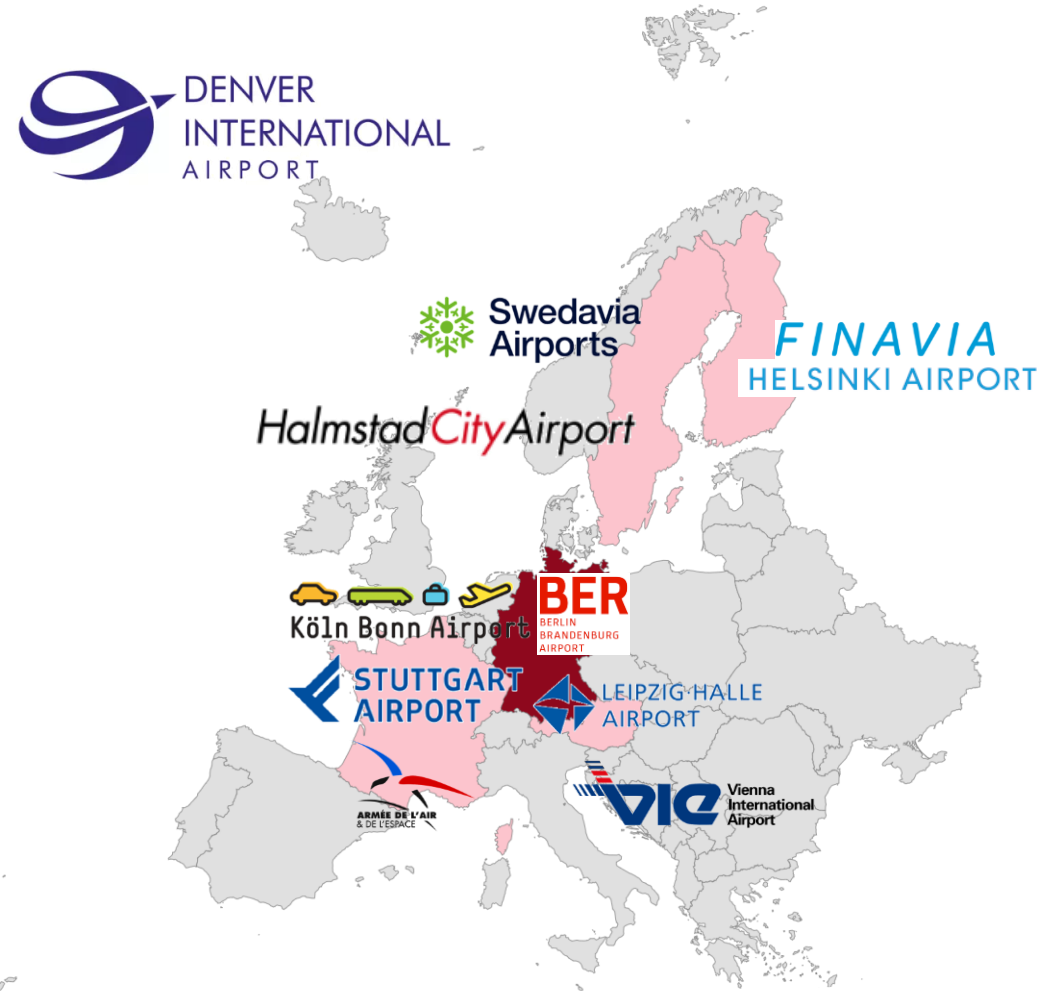 DENVER
INTERNATIONAL
AIRPORT
Swedavia
Airports
FINAVIA
HELSINKI AIRPORT
HalmstadCityAirport
BER
BERLIN
BRANDENBURG
AIRPORT
Köln Bonn Airport
STUTTGART
AIRPORT
LEIPZIG·HALLE
AIRPORT
ARMÉE DE L'AIR
& DE L'ESPACE
VIE
Vienna
International
Airport